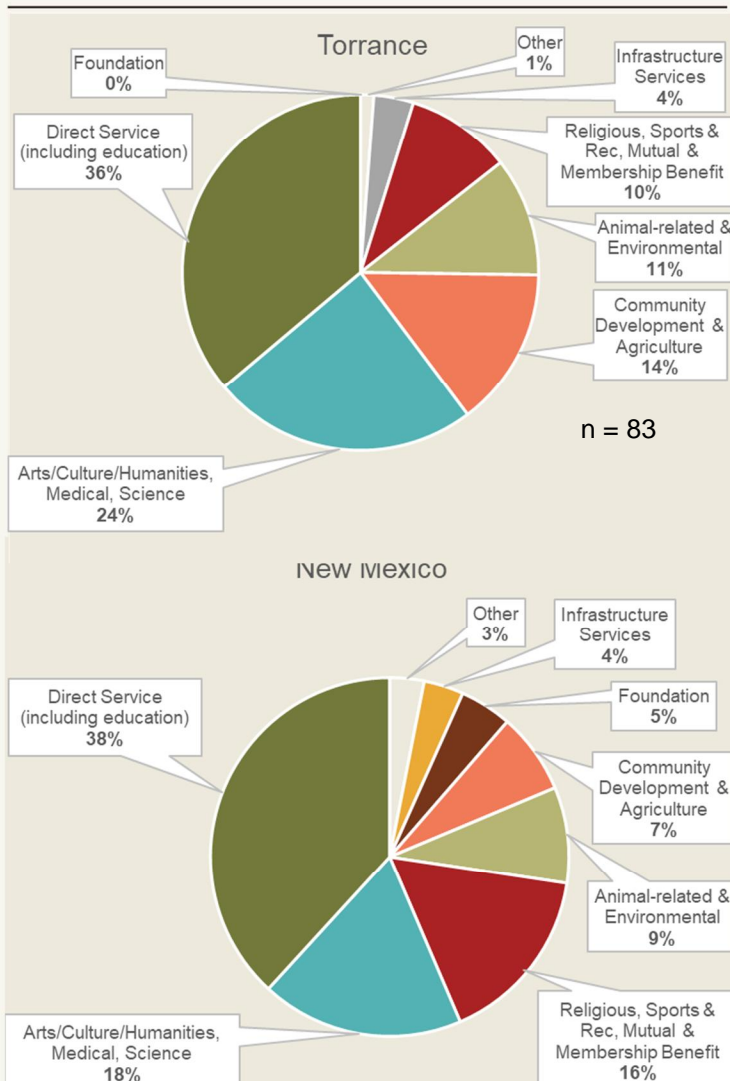 Torrance
Foundation
0%
Other
1%
Infrastructure
Services
4%
Direct Service
(including education)
36%
Religious, Sports &
Rec, Mutual &
Membership Benefit
10%
Animal-related &
Environmental
11%
Community
Development &
Agriculture
14%
n = 83
Arts/Culture/Humanities,
Medical, Science
24%
New Mexico
Other
3%
Infrastructure
Services
4%
Direct Service
(including education)
38%
Foundation
5%
Community
Development &
Agriculture
7%
Animal-related &
Environmental
9%
Religious, Sports &
Rec, Mutual &
Membership Benefit
16%
Arts/Culture/Humanities,
Medical, Science
18%